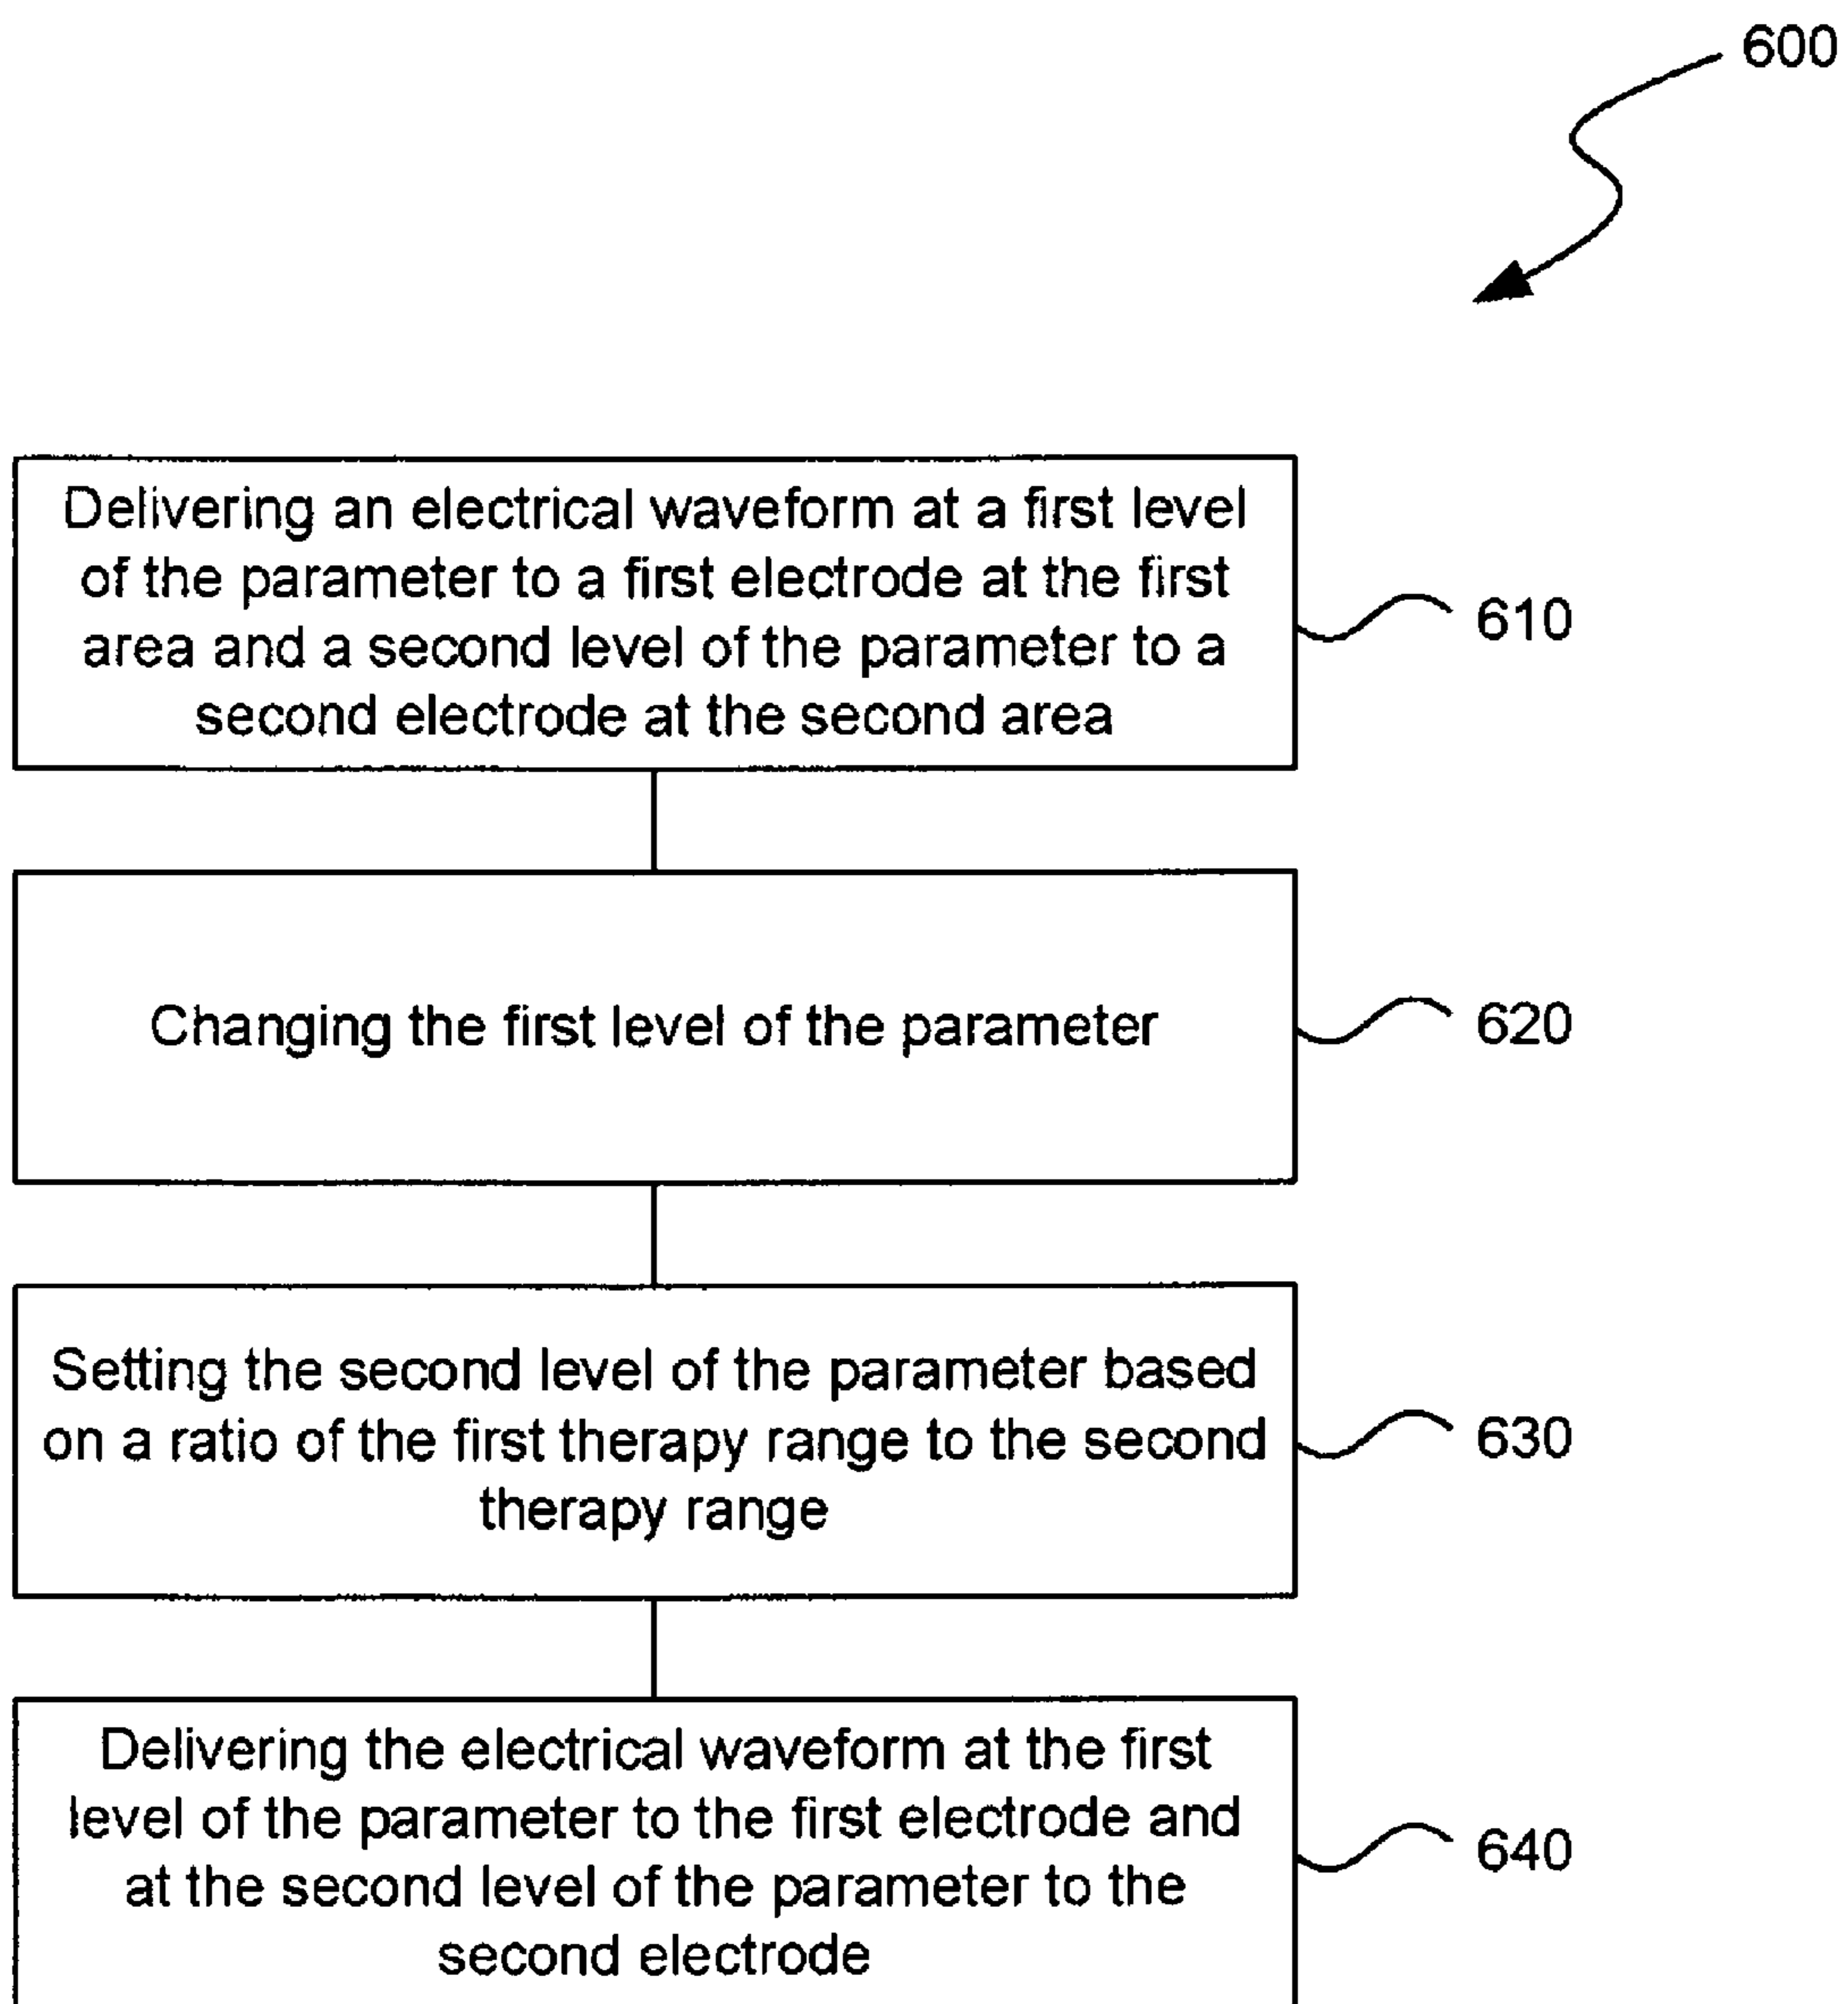 600
Delivering an electrical waveform at a first level
of the parameter to a first electrode at the first
area and a second level of the parameter to a
second electrode at the second area
610
Changing the first level of the parameter
620
Setting the second level of the parameter based
on a ratio of the first therapy range to the second
therapy range
630
Delivering the electrical waveform at the first
level of the parameter to the first electrode and
at the second level of the parameter to the
second electrode
640